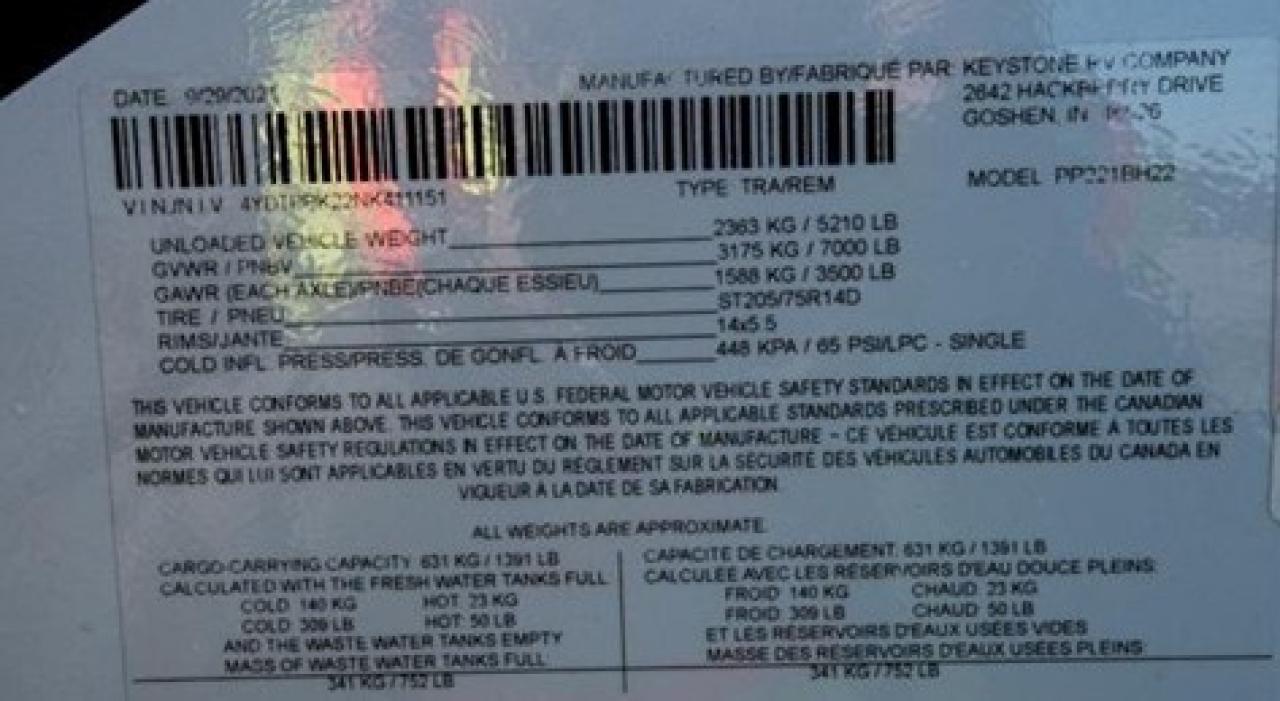 DATE 9/29/2021
MANUFACTURED BY/FABRIQUÉ PAR: KEYSTONE RV COMPANY
2642 HACKBERRY DRIVE
GOSHEN, IN
VIN/NIV
TYPE TRA/REM
MODEL PP221BH22
UNLOADED VEHICLE WEIGHT 2363 KG / 5210 LB
GVWR / PNBV 3175 KG / 7000 LB
GAWR (EACH AXLE)/PNBE(CHAQUE ESSIEU) 1588 KG / 3500 LB
TIRE / PNEU ST205/75R14D
RIMS/JANTE 14x5.5
COLD INFL. PRESS/PRESS. DE GONFL. À FROID 448 KPA / 65 PSI/LPC - SINGLE
THIS VEHICLE CONFORMS TO ALL APPLICABLE U.S. FEDERAL MOTOR VEHICLE SAFETY STANDARDS IN EFFECT ON THE DATE OF
MANUFACTURE SHOWN ABOVE. THIS VEHICLE CONFORMS TO ALL APPLICABLE STANDARDS PRESCRIBED UNDER THE CANADIAN
MOTOR VEHICLE SAFETY REGULATIONS IN EFFECT ON THE DATE OF MANUFACTURE – CE VÉHICULE EST CONFORME À TOUTES LES
NORMES QUI LUI SONT APPLICABLES EN VERTU DU RÈGLEMENT SUR LA SÉCURITÉ DES VÉHICULES AUTOMOBILES DU CANADA EN
VIGUEUR À LA DATE DE SA FABRICATION
ALL WEIGHTS ARE APPROXIMATE
CARGO-CARRYING CAPACITY: 631 KG / 1391 LB
CALCULATED WITH THE FRESH WATER TANKS FULL
COLD: 140 KG HOT: 23 KG
COLD: 309 LB HOT: 50 LB
AND THE WASTE WATER TANKS EMPTY
MASS OF WASTE WATER TANKS FULL:
341 KG / 752 LB
CAPACITÉ DE CHARGEMENT: 631 KG / 1391 LB
CALCULÉE AVEC LES RÉSERVOIRS D'EAU DOUCE PLEINS:
FROID: 140 KG CHAUD: 23 KG
FROID: 309 LB CHAUD: 50 LB
ET LES RÉSERVOIRS D'EAUX USÉES VIDES
MASSE DES RÉSERVOIRS D'EAUX USÉES PLEINS:
341 KG / 752 LB